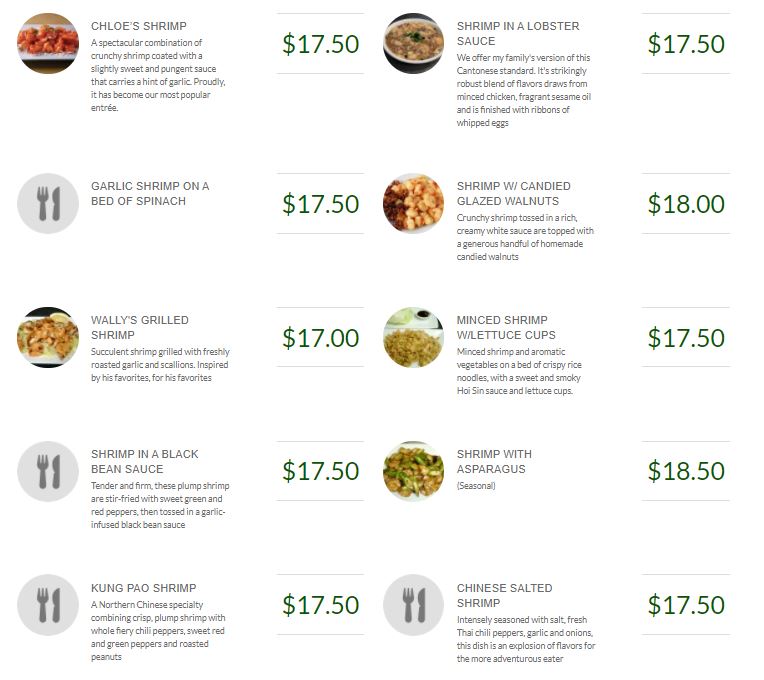 CHLOE'S SHRIMP
A spectacular combination of
crunchy shrimp coated with a
slightly sweet and pungent sauce
that carries a hint of garlic. Proudly,
it has become our most popular
entrée.
$17.50
SHRIMP IN A LOBSTER
SAUCE
We offer my family's version of this
Cantonese standard. It's strikingly
robust blend of flavors draws from
minced chicken, fragrant sesame oil
and is finished with ribbons of
whipped eggs
$17.50
GARLIC SHRIMP ON A
BED OF SPINACH
$17.50
SHRIMP W/ CANDIED
GLAZED WALNUTS
Crunchy shrimp tossed in a rich,
creamy white sauce are topped with
a generous handful of homemade
candied walnuts
$18.00
WALLY'S GRILLED
SHRIMP
Succulent shrimp grilled with freshly
roasted garlic and scallions. Inspired
by his favorites, for his favorites
$17.00
MINCED SHRIMP
W/LETTUCE CUPS
Minced shrimp and aromatic
vegetables on a bed of crispy rice
noodles, with a sweet and smoky
Hoi Sin sauce and lettuce cups.
$17.50
SHRIMP IN A BLACK
BEAN SAUCE
Tender and firm, these plump shrimp
are stir-fried with sweet green and
red peppers, then tossed in a garlic-
infused black bean sauce
$17.50
SHRIMP WITH
ASPARAGUS
(Seasonal)
$18.50
KUNG PAO SHRIMP
A Northern Chinese specialty
combining crisp, plump shrimp with
whole fiery chili peppers, sweet red
and green peppers and roasted
peanuts
$17.50
CHINESE SALTED
SHRIMP
Intensely seasoned with salt, fresh
Thai chili peppers, garlic and onions,
this dish is an explosion of flavors for
the more adventurous eater
$17.50